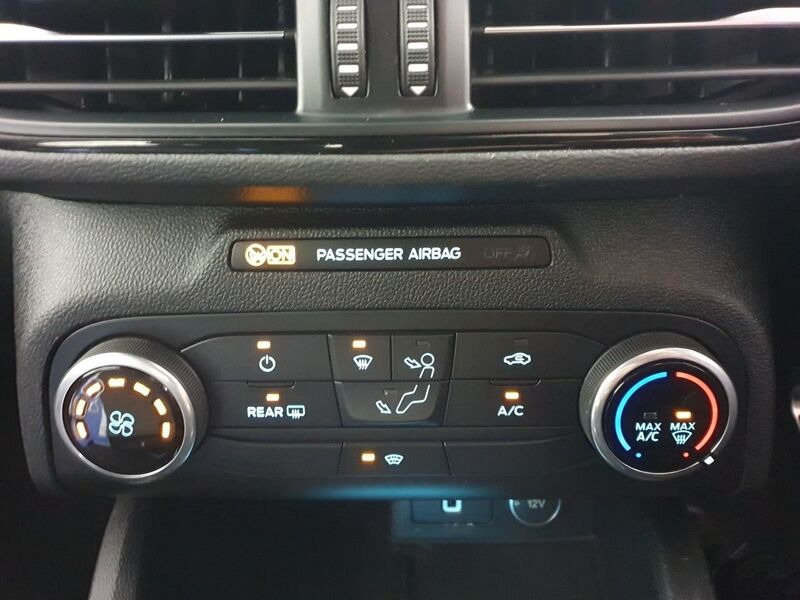 ON PASSENGER AIRBAG OFF
REAR
A/C
MAX
A/C
MAX
12V